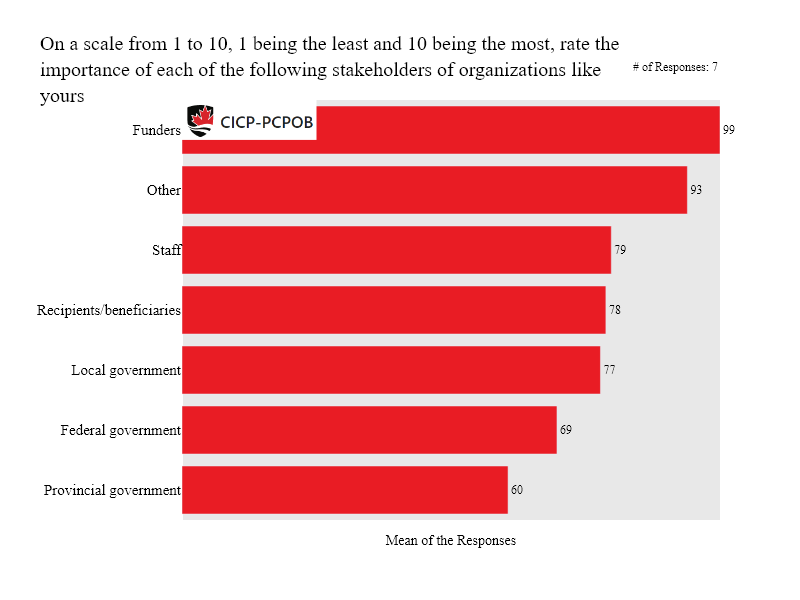 On a scale from 1 to 10, 1 being the least and 10 being the most, rate the
importance of each of the following stakeholders of organizations like
yours
# of Responses: 7
CICP-PCPOB
Funders 99
Other 93
Staff 79
Recipients/beneficiaries 78
Local government 77
Federal government 69
Provincial government 60
Mean of the Responses